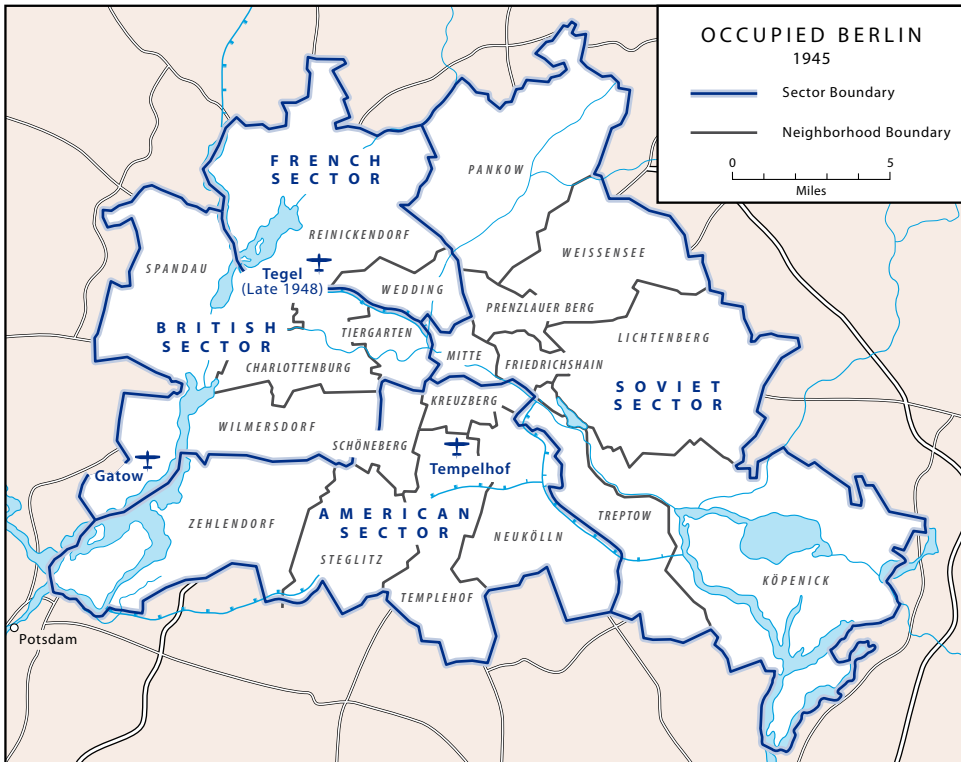 OCCUPIED BERLIN
1945
Sector Boundary
Neighborhood Boundary
0
5
Miles
FRENCH
SECTOR
PANKOW
REINICKENDORF
WEISSENSEE
SPANDAU
Tegel
(Late 1948)
WEDDING
PRENZLAUER BERG
BRITISH
SECTOR
TIERGARTEN
LICHTENBERG
MITTE
FRIEDRICHSHAIN
CHARLOTTENBURG
SOVIET
SECTOR
KREUZBERG
WILMERSDORF
SCHÖNEBERG
Gatow
Tempelhof
ZEHLENDORF
AMERICAN
SECTOR
TREPTOW
NEUKÖLLN
STEGLITZ
KÖPENICK
TEMPLEHOF
Potsdam